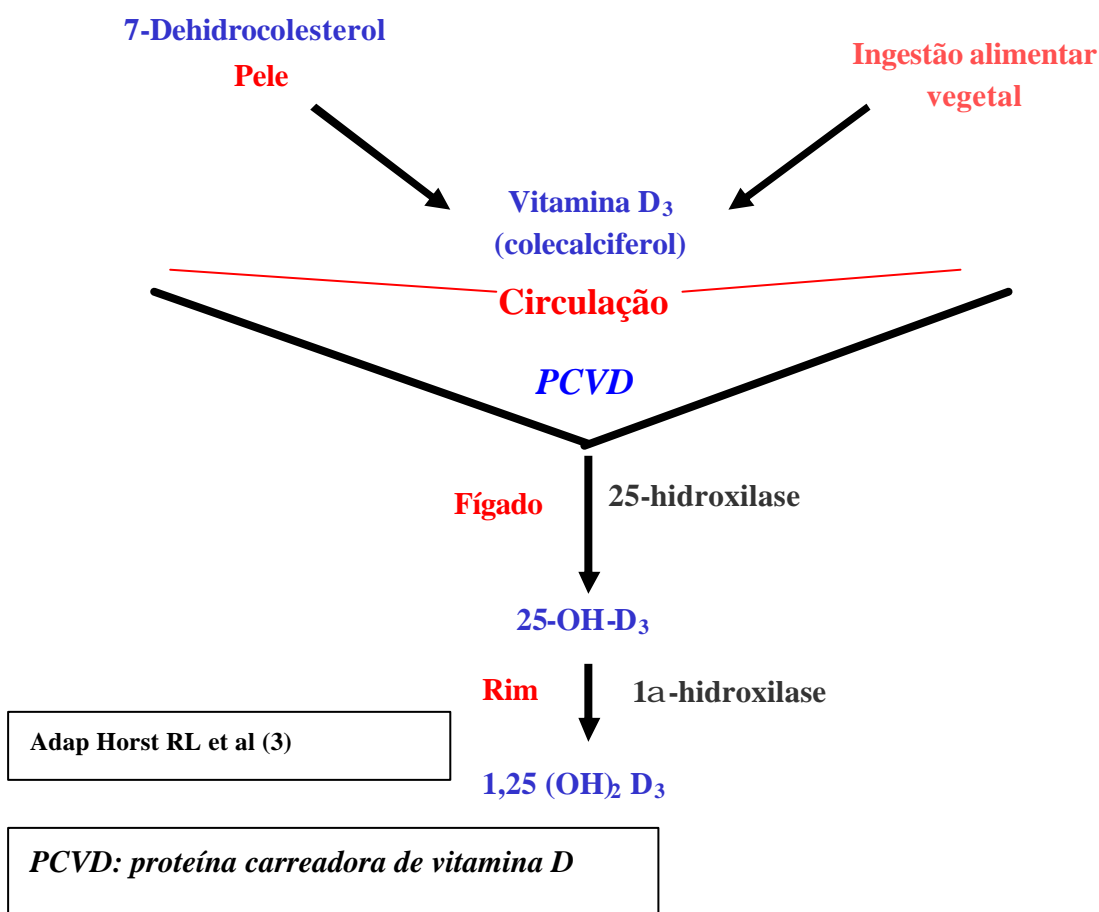 7-Dehidrocolesterol
Pele
Ingestão alimentar
vegetal
Vitamina D₃
(colecalciferol)
Circulação
PCVD
Fígado
25-hidroxilase
25-OH-D₃
Rim
1a-hidroxilase
Adap Horst RL et al (3)
1,25 (OH)₂ D₃
PCVD: proteína carreadora de vitamina D